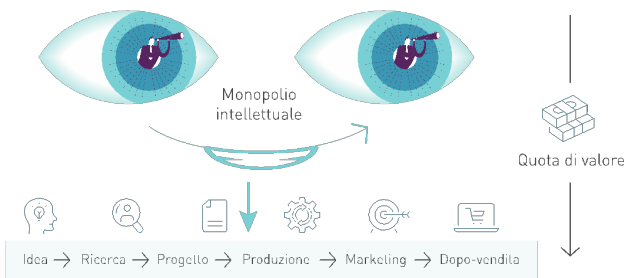 Monopolio
intellettuale
Quota di valore
Idea → Ricerca → Progetto → Produzione → Marketing → Dopo-vendita